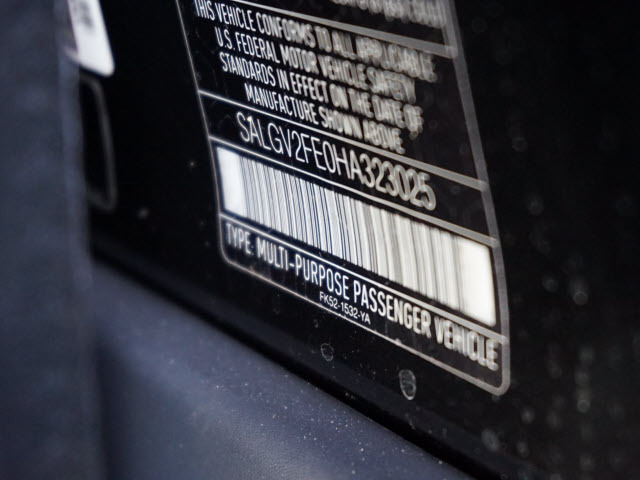 THIS VEHICLE CONFORMS TO ALL APPLICABLE
U.S. FEDERAL MOTOR VEHICLE SAFETY
STANDARDS IN EFFECT ON THE DATE OF
MANUFACTURE SHOWN ABOVE
SALGV2FE0HA323025
TYPE: MULTI-PURPOSE PASSENGER VEHICLE
FK52-1532-YA